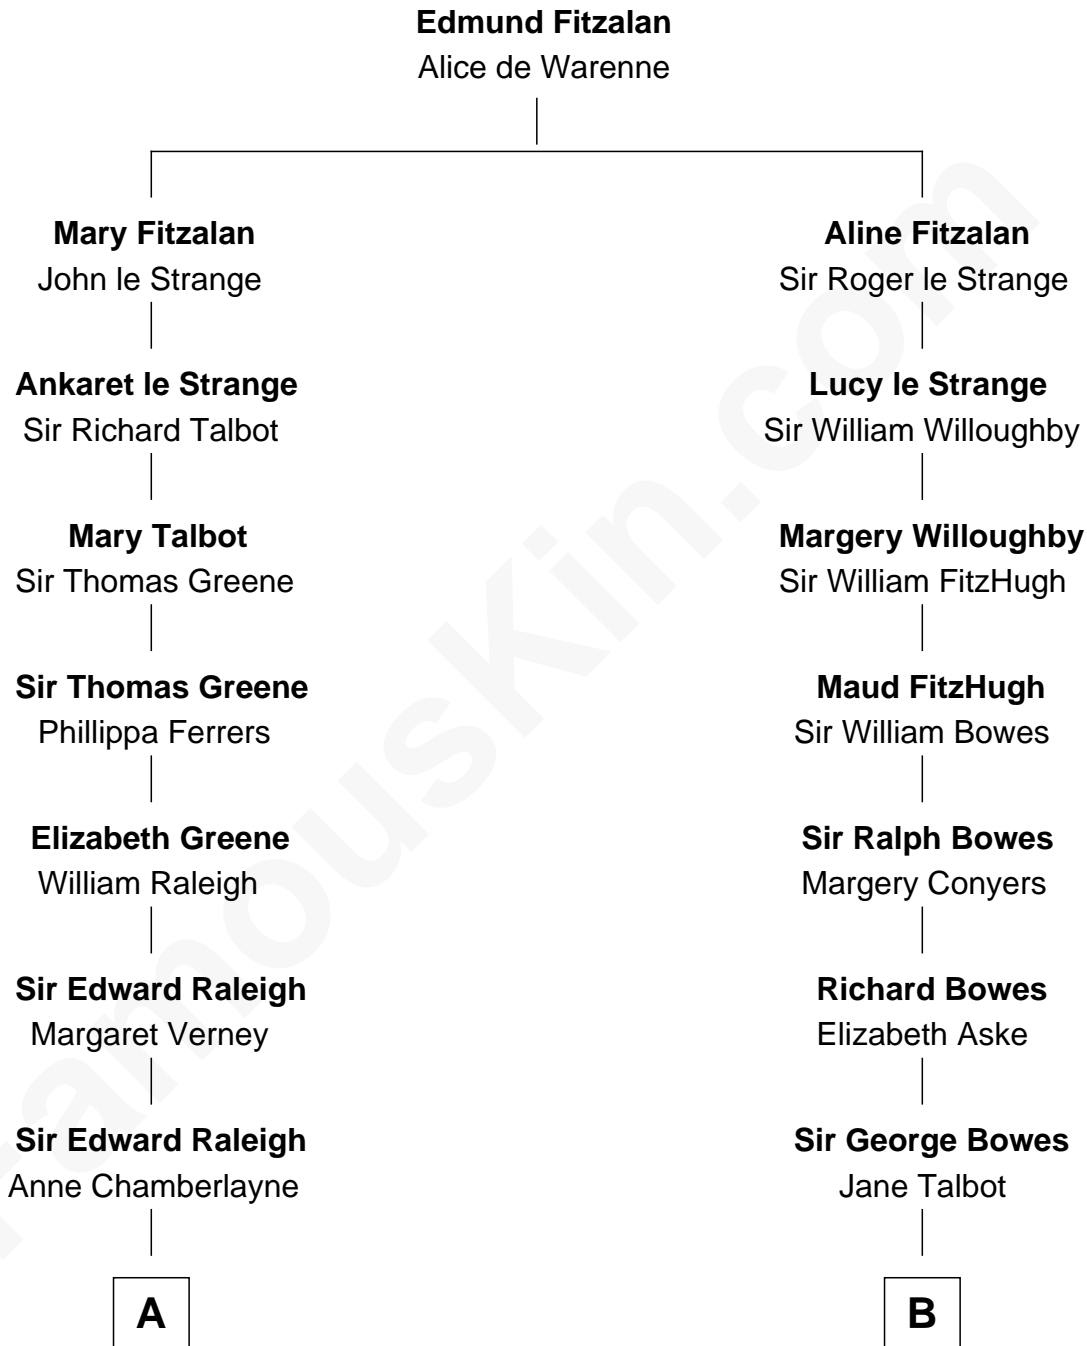 Edmund Fitzalan
Alice de Warenne
Mary Fitzalan
John le Strange
Aline Fitzalan
Sir Roger le Strange
Ankaret le Strange
Sir Richard Talbot
Lucy le Strange
Sir William Willoughby
Mary Talbot
Sir Thomas Greene
Margery Willoughby
Sir William FitzHugh
Sir Thomas Greene
Phillippa Ferrers
Maud FitzHugh
Sir William Bowes
Elizabeth Greene
William Raleigh
Sir Ralph Bowes
Margery Conyers
Sir Edward Raleigh
Margaret Verney
Richard Bowes
Elizabeth Aske
Sir Edward Raleigh
Anne Chamberlayne
Sir George Bowes
Jane Talbot
A
B
FamousKin.com